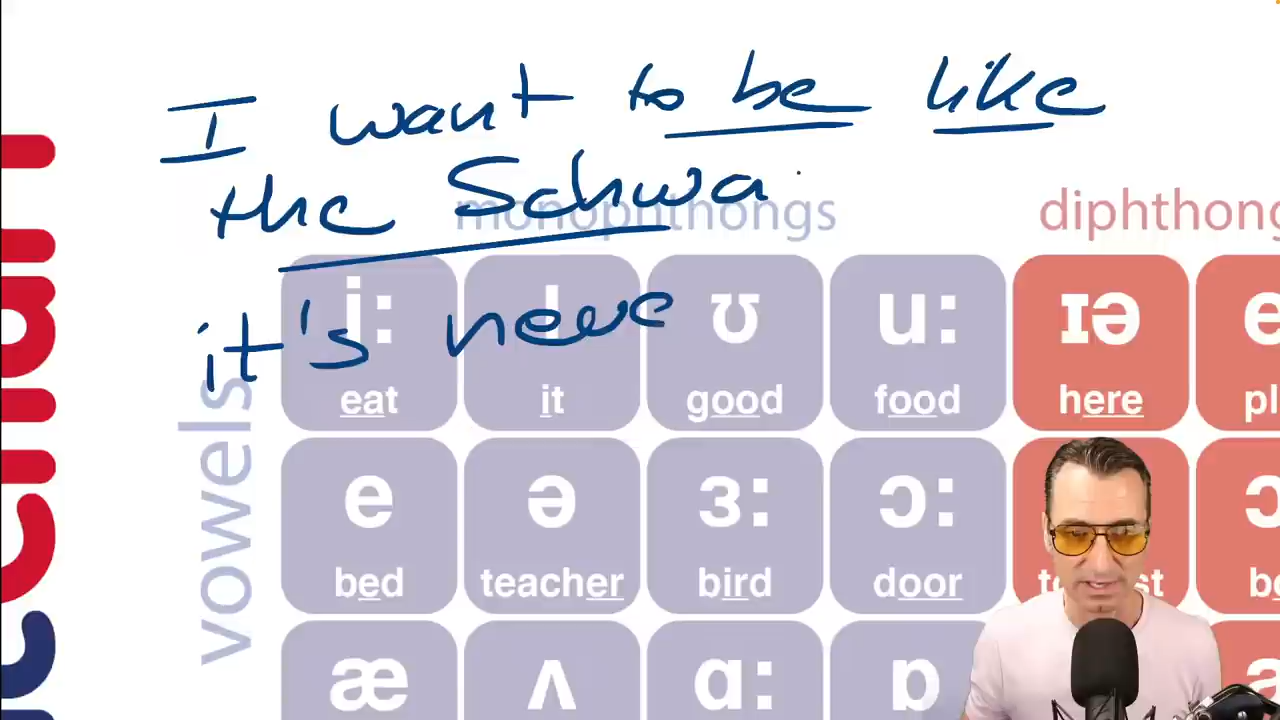 I want to be like
the Schwa
monophthongs
diphthong
it's neve
i: ʊ u: ɪə e
eat it good food here pl
vowels
e ə ɜ: ɔ: ɔ
bed teacher bird door st b
æ ʌ ɑ: ɒ